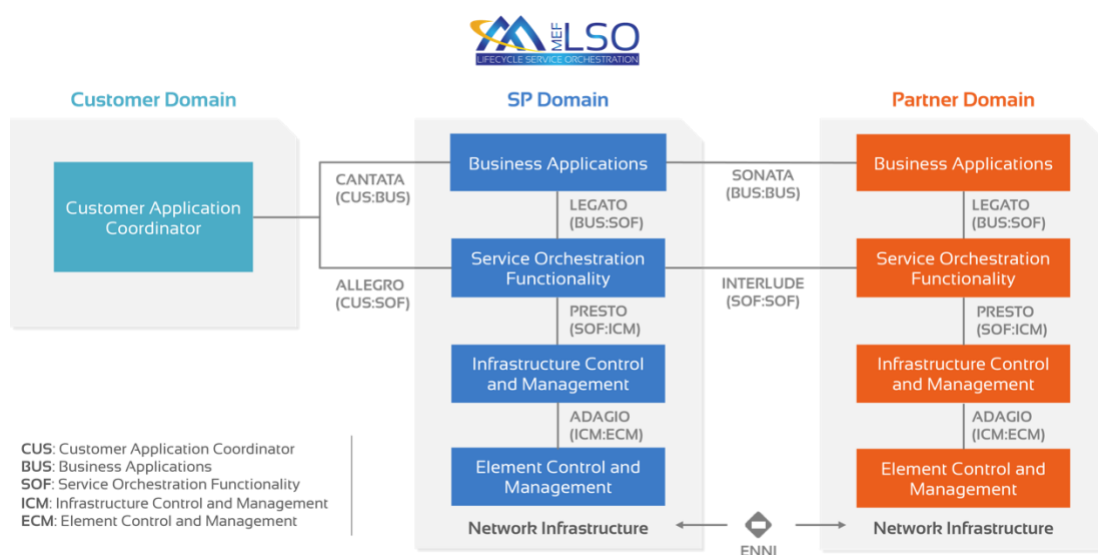 MEF
LSO
LIFECYCLE SERVICE ORCHESTRATION
Customer Domain
SP Domain
Partner Domain
Customer Application
Coordinator
CANTATA
(CUS:BUS)
ALLEGRO
(CUS:SOF)
Business Applications
LEGATO
(BUS:SOF)
Service Orchestration
Functionality
PRESTO
(SOF:ICM)
Infrastructure Control
and Management
ADAGIO
(ICM:ECM)
Element Control and
Management
Network Infrastructure
SONATA
(BUS:BUS)
INTERLUDE
(SOF:SOF)
ENNI
Business Applications
LEGATO
(BUS:SOF)
Service Orchestration
Functionality
PRESTO
(SOF:ICM)
Infrastructure Control
and Management
ADAGIO
(ICM:ECM)
Element Control and
Management
Network Infrastructure
CUS: Customer Application Coordinator
BUS: Business Applications
SOF: Service Orchestration Functionality
ICM: Infrastructure Control and Management
ECM: Element Control and Management